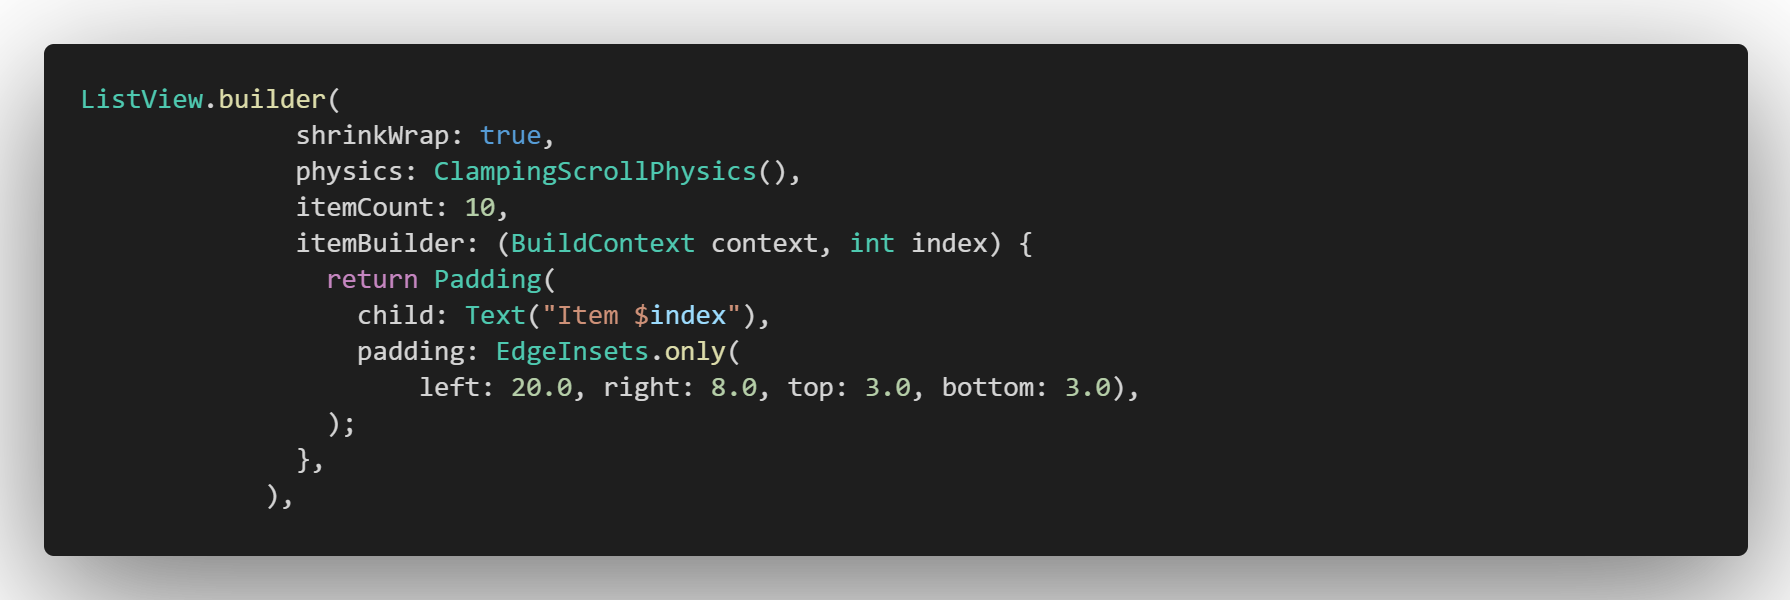 ListView.builder(
              shrinkWrap: true,
              physics: ClampingScrollPhysics(),
              itemCount: 10,
              itemBuilder: (BuildContext context, int index) {
                return Padding(
                  child: Text("Item $index"),
                  padding: EdgeInsets.only(
                      left: 20.0, right: 8.0, top: 3.0, bottom: 3.0),
                );
              },
            ),